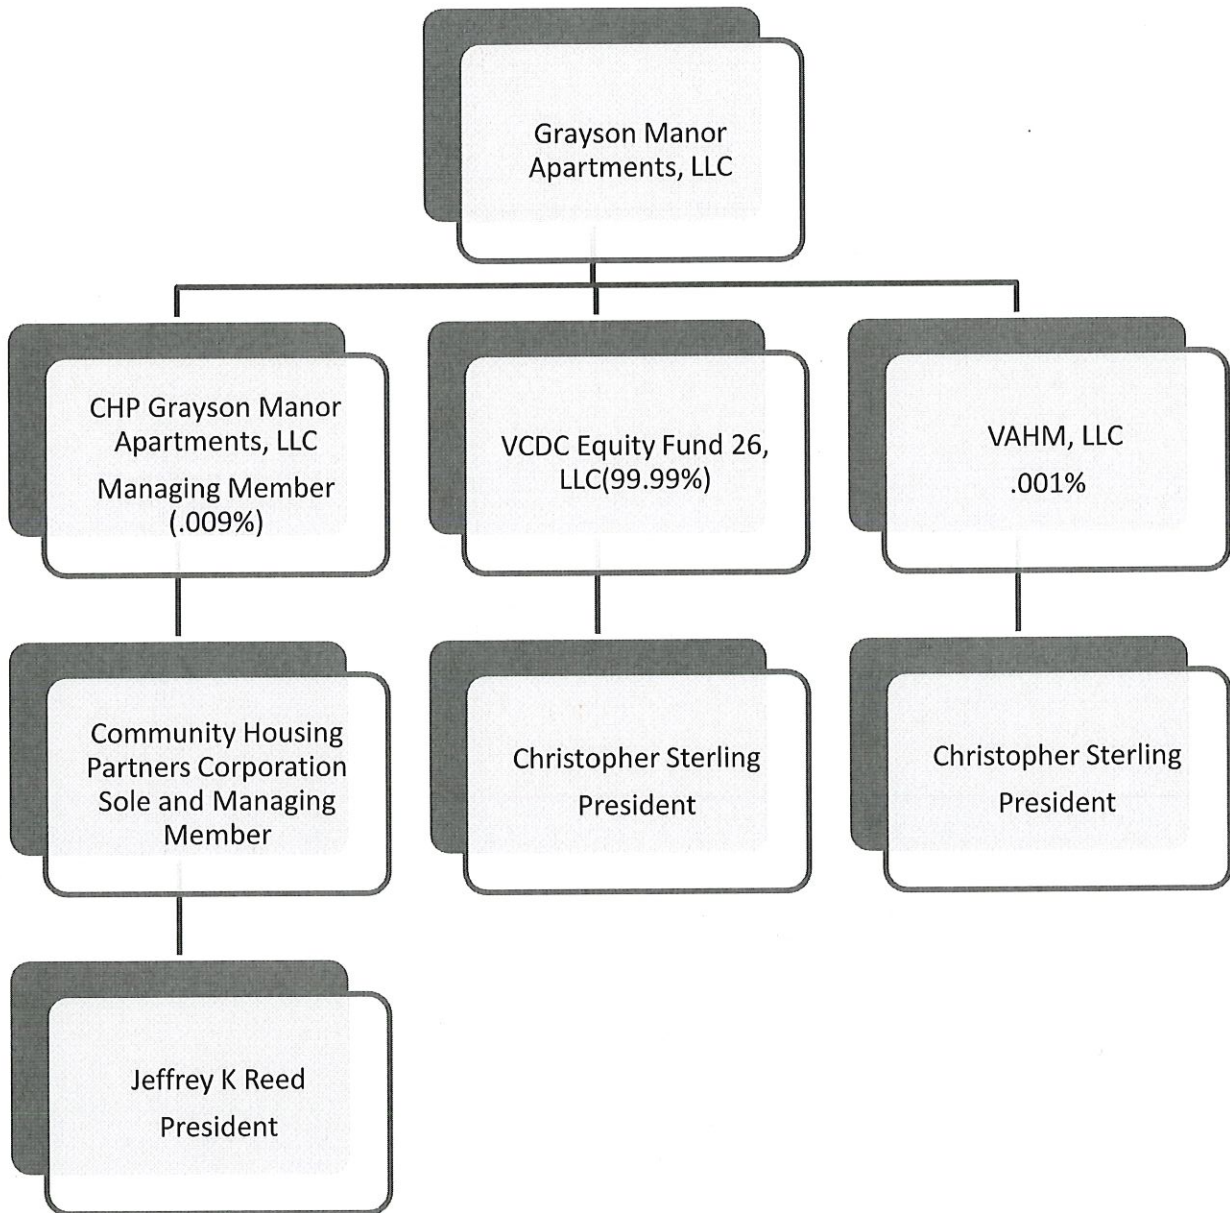 Grayson Manor
Apartments, LLC
CHP Grayson Manor
Apartments, LLC
Managing Member
(.009%)
VCDC Equity Fund 26,
LLC(99.99%)
VAHM, LLC
.001%
Community Housing
Partners Corporation
Sole and Managing
Member
Christopher Sterling
President
Christopher Sterling
President
Jeffrey K Reed
President